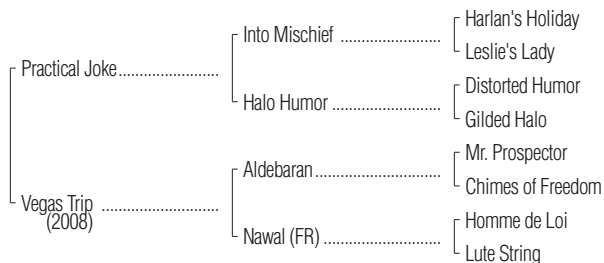 Harlan's Holiday
Into Mischief ........................
Leslie's Lady
Practical Joke........................
Distorted Humor
Halo Humor ..........................
Gilded Halo
Mr. Prospector
Aldebaran..............................
Chimes of Freedom
Vegas Trip ............................
(2008)
Homme de Loi
Nawal (FR) ............................
Lute String